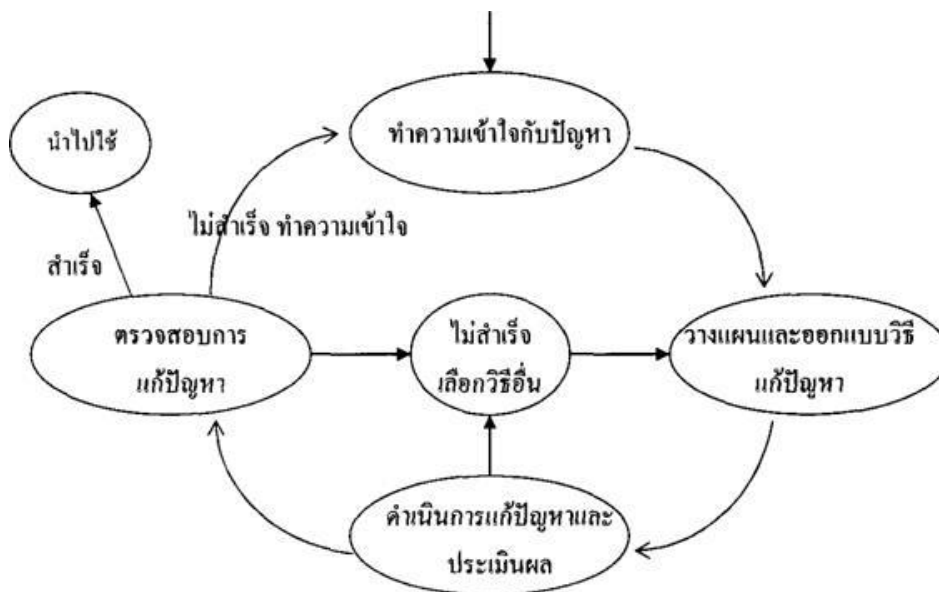 ทำความเข้าใจกับปัญหา
นำไปใช้
ไม่สำเร็จ ทำความเข้าใจ
สำเร็จ
ตรวจสอบการ
แก้ปัญหา
ไม่สำเร็จ
เลือกวิธีอื่น
วางแผนและออกแบบวิธี
แก้ปัญหา
ดำเนินการแก้ปัญหาและ
ประเมินผล